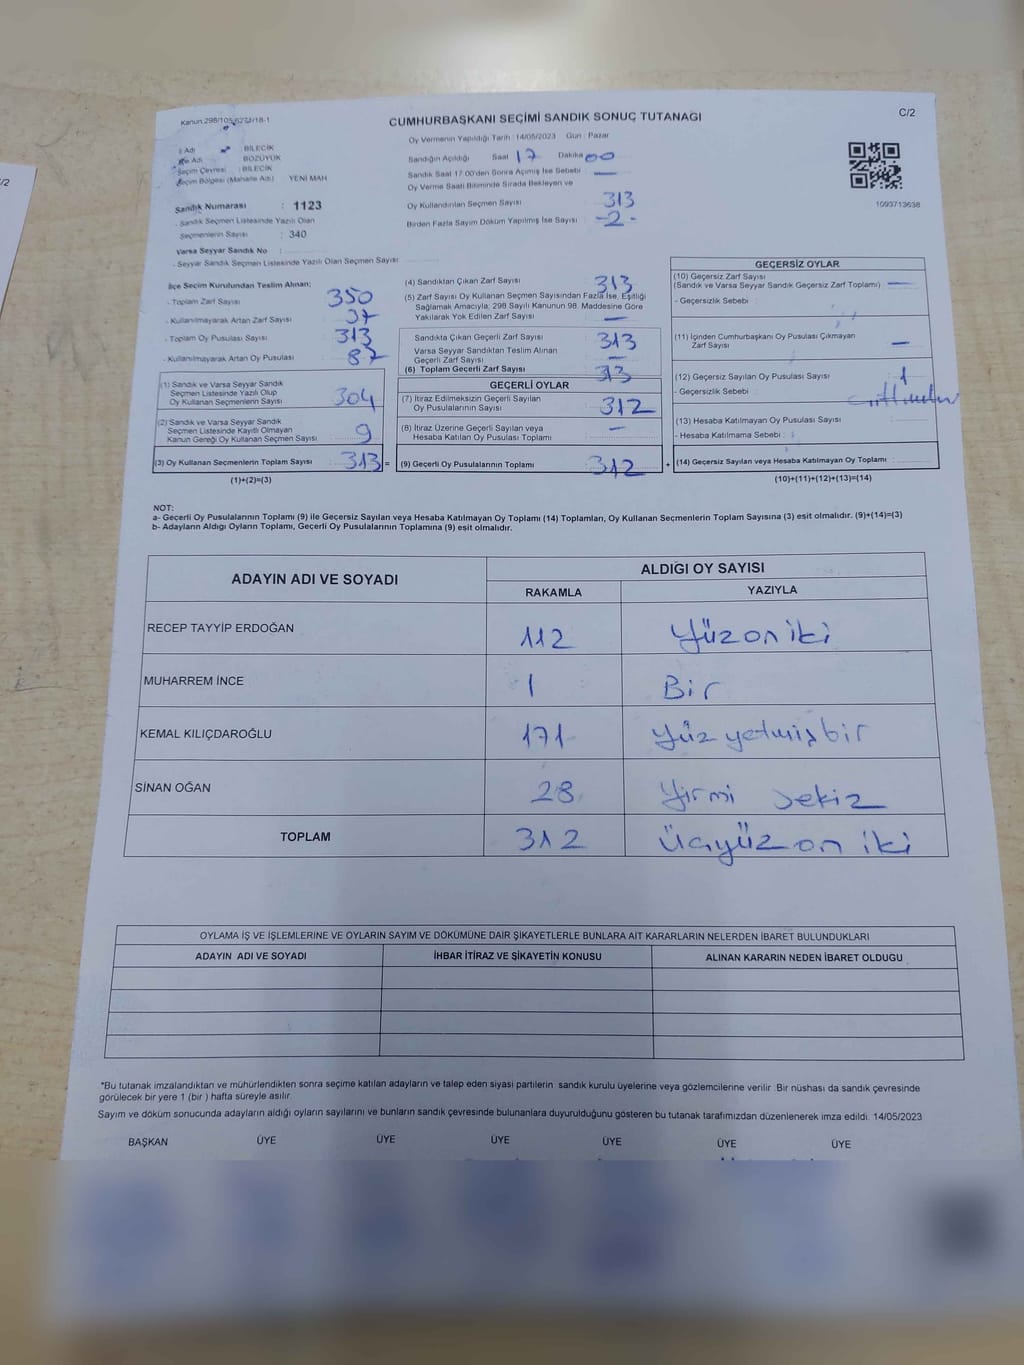 Kanun 298/105,
C/2
CUMHURBAŞKANI SEÇİMİ SANDIK SONUÇ TUTANAĞI
Oy Vermenin Yapıldığı Tarih : 14/05/2023 Gün : Pazar
İl Adı : BİLECİK
İlçe Adı : BOZÜYÜK
Seçim Çevresi : BİLECİK
Seçim Bölgesi (Mahalle Adı) YENİ MAH
Sandık Numarası : 1123
- Sandık Seçmen Listesinde Yazılı Olan
Seçmenlerin Sayısı : 340
Varsa Seyyar Sandık No :
- Seyyar Sandık Seçmen Listesinde Yazılı Olan Seçmen Sayısı
Sandığın Açıldığı Saat 17 Dakika 00
Sandık Saat 17:00'den Sonra Açımış İse Sebebi —
Oy Verme Saati Bitiminde Sırada Bekleyen ve
Oy Kullandırılan Seçmen Sayısı 313
Birden Fazla Sayım Döküm Yapılmış İse Sayısı -2-
1093713638
İlçe Seçim Kurulundan Teslim Alınan;
- Toplam Zarf Sayısı 350
- Kullanılmayarak Artan Zarf Sayısı 37
- Toplam Oy Pusulası Sayısı 313
- Kullanılmayarak Artan Oy Pusulası 87
(1) Sandık ve Varsa Seyyar Sandık
Seçmen Listesinde Yazılı Olup
Oy Kullanan Seçmenlerin Sayısı 304
(2) Sandık ve Varsa Seyyar Sandık
Seçmen Listesinde Kayıtlı Olmayan
Kanun Gereği Oy Kullanan Seçmen Sayısı 9
(3) Oy Kullanan Seçmenlerin Toplam Sayısı 313 =
(1)+(2)=(3)
(4) Sandıktan Çıkan Zarf Sayısı 313
(5) Zarf Sayısı Oy Kullanan Seçmen Sayısından Fazla İse, Eşitliği
Sağlamak Amacıyla, 298 Sayılı Kanunun 98. Maddesine Göre
Yakılarak Yok Edilen Zarf Sayısı —
Sandıkta Çıkan Geçerli Zarf Sayısı 313
Varsa Seyyar Sandıktan Teslim Alınan
Geçerli Zarf Sayısı —
(6) Toplam Geçerli Zarf Sayısı 313
GEÇERLİ OYLAR
(7) İtiraz Edilmeksizin Geçerli Sayılan
Oy Pusulalarının Sayısı 312
(8) İtiraz Üzerine Geçerli Sayılan veya
Hesaba Katılan Oy Pusulası Toplamı —
(9) Geçerli Oy Pusulalarının Toplamı 312 +
GEÇERSİZ OYLAR
(10) Geçersiz Zarf Sayısı
(Sandık ve Varsa Seyyar Sandık Geçersiz Zarf Toplamı) —
- Geçersizlik Sebebi :
(11) İçinden Cumhurbaşkanı Oy Pusulası Çıkmayan
Zarf Sayısı —
(12) Geçersiz Sayılan Oy Pusulası Sayısı 1
- Geçersizlik Sebebi :
(13) Hesaba Katılmayan Oy Pusulası Sayısı :
- Hesaba Katılmama Sebebi :
(14) Geçersiz Sayılan veya Hesaba Katılmayan Oy Toplamı
(10)+(11)+(12)+(13)=(14)
NOT:
a- Geçerli Oy Pusulalarının Toplamı (9) ile Geçersiz Sayılan veya Hesaba Katılmayan Oy Toplamı (14) Toplamları, Oy Kullanan Seçmenlerin Toplam Sayısına (3) eşit olmalıdır. (9)+(14)=(3)
b- Adayların Aldığı Oyların Toplamı, Geçerli Oy Pusulalarının Toplamına (9) eşit olmalıdır.
ADAYIN ADI VE SOYADI
ALDIĞI OY SAYISI
RAKAMLA YAZIYLA
RECEP TAYYİP ERDOĞAN 112 Yüzoniki
MUHARREM İNCE 1 Bir
KEMAL KILIÇDAROĞLU 171 Yüz yetmiş bir
SİNAN OĞAN 28 Yirmi sekiz
TOPLAM 312 Üçyüz on iki
OYLAMA İŞ VE İŞLEMLERİNE VE OYLARIN SAYIM VE DÖKÜMÜNE DAİR ŞİKAYETLERLE BUNLARA AİT KARARLARIN NELERDEN İBARET BULUNDUKLARI
ADAYIN ADI VE SOYADI İHBAR İTİRAZ VE ŞİKAYETİN KONUSU ALINAN KARARIN NEDEN İBARET OLDUGU
*Bu tutanak imzalandıktan ve mühürlendikten sonra seçime katılan adayların ve talep eden siyasi partilerin sandık kurulu üyelerine veya gözlemcilerine verilir. Bir nüshası da sandık çevresinde
görülecek bir yere 1 (bir ) hafta süreyle asılır.
Sayım ve döküm sonucunda adayların aldığı oyların sayılarını ve bunların sandık çevresinde bulunanlara duyurulduğunu gösteren bu tutanak tarafımızdan düzenlenerek imza edildi. 14/05/2023
BAŞKAN ÜYE ÜYE ÜYE ÜYE ÜYE ÜYE